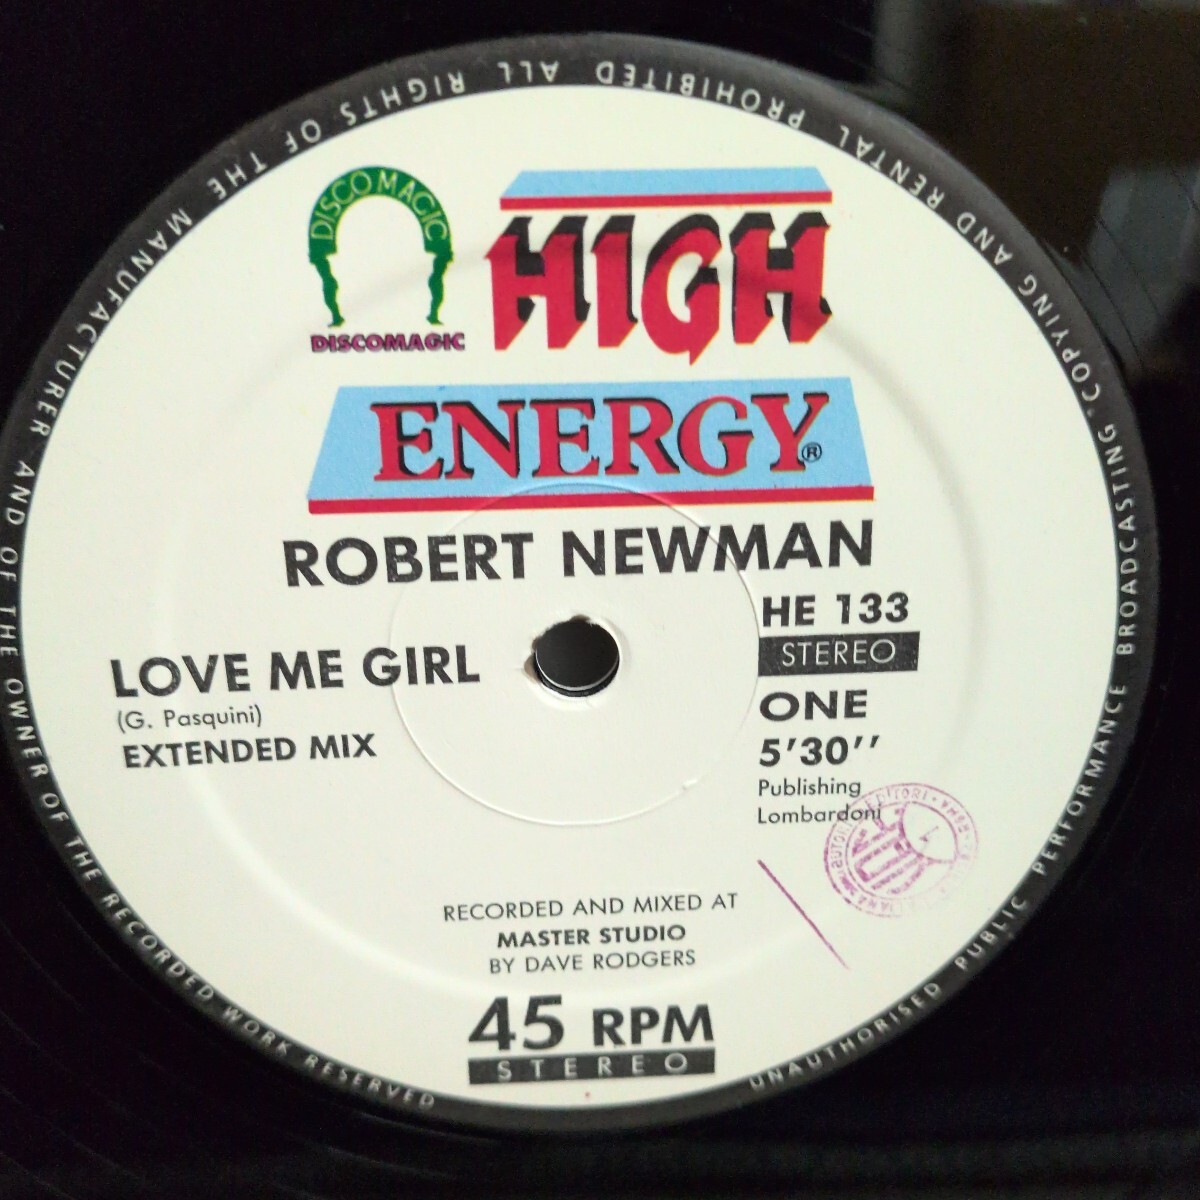 ALL RIGHTS OF THE MANUFACTURER AND OF THE OWNER OF THE RECORDED WORK RESERVED
UNAUTHORISED PUBLIC PERFORMANCE BROADCASTING COPYING AND RENTAL PROHIBITED
DISCOMAGIC
DISCOMAGIC
HIGH
ENERGY®
ROBERT NEWMAN
HE 133
STEREO
LOVE ME GIRL
(G. Pasquini)
EXTENDED MIX
ONE
5'30''
Publishing
Lombardoni
RECORDED AND MIXED AT
MASTER STUDIO
BY DAVE RODGERS
45 RPM
STEREO